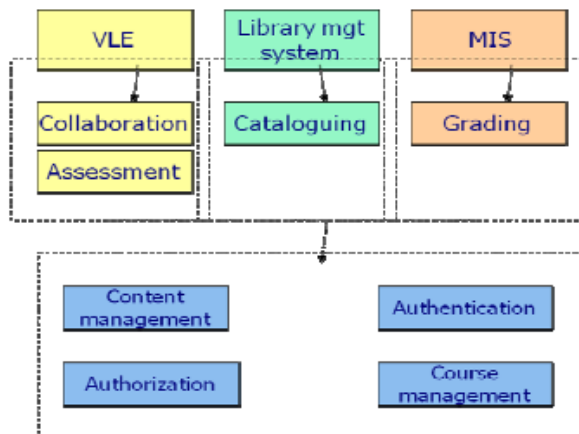 VLE
Library mgt
system
MIS
Collaboration
Cataloguing
Grading
Assessment
Content
management
Authentication
Authorization
Course
management